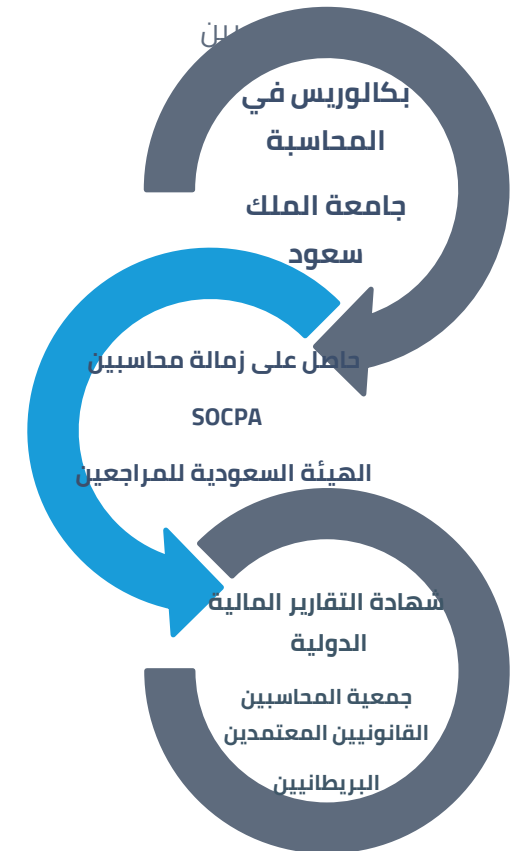 بكالوريس في
المحاسبة
جامعة الملك
سعود
حاصل على زمالة محاسبين
SOCPA
الهيئة السعودية للمراجعين
شهادة التقارير المالية
الدولية
جمعية المحاسبين
القانونيين المعتمدين
البريطانيين